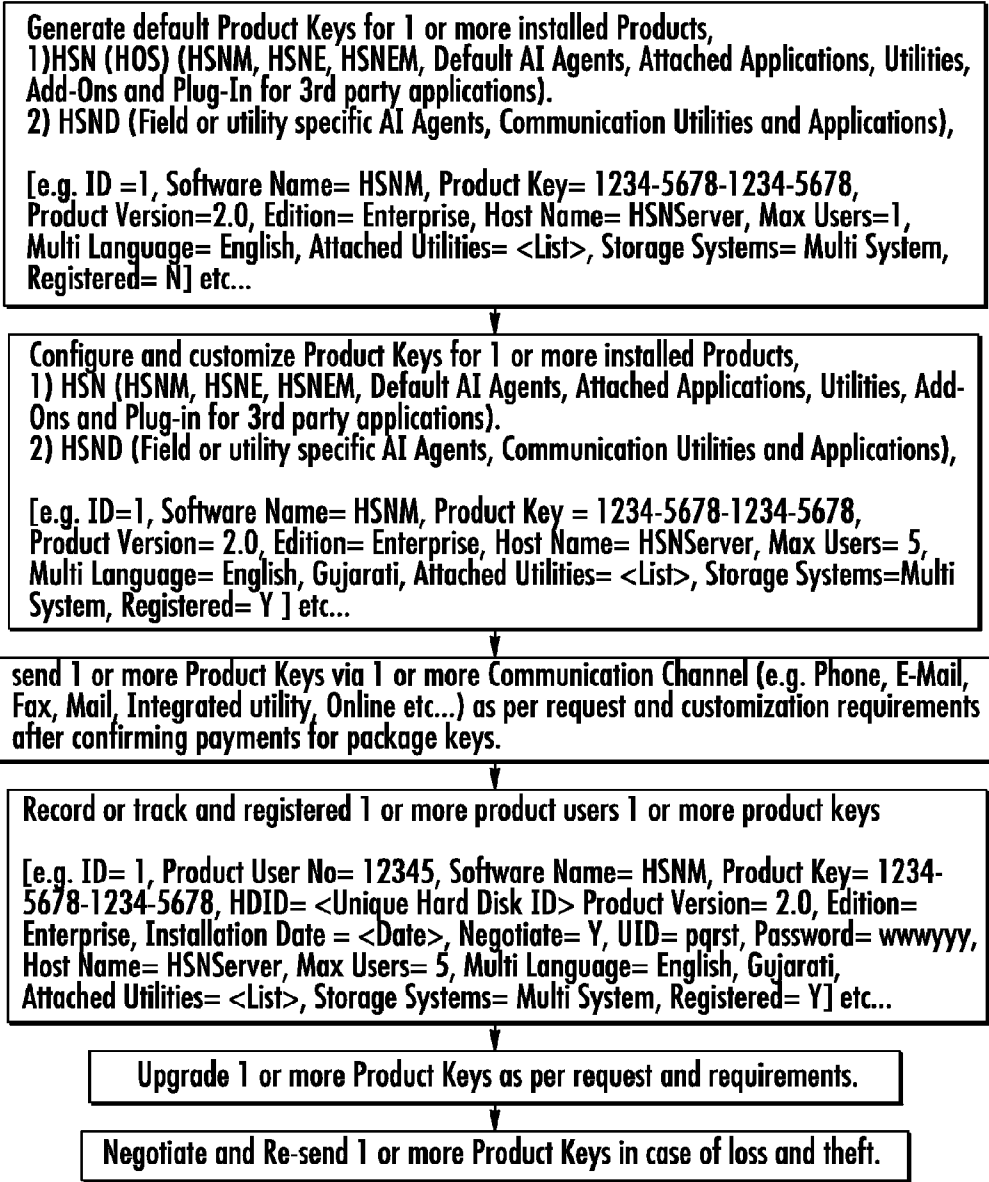 Generate default Product Keys for 1 or more installed Products,
1)HSN (HOS) (HSNM, HSNE, HSNEM, Default AI Agents, Attached Applications, Utilities,
Add-Ons and Plug-In for 3rd party applications).
2) HSND (Field or utility specific AI Agents, Communication Utilities and Applications),
[e.g. ID =1, Software Name= HSNM, Product Key= 1234-5678-1234-5678,
Product Version=2.0, Edition= Enterprise, Host Name= HSNServer, Max Users=1,
Multi Language= English, Attached Utilities= <List>, Storage Systems= Multi System,
Registered= N] etc...
Configure and customize Product Keys for 1 or more installed Products,
1) HSN (HSNM, HSNE, HSNEM, Default AI Agents, Attached Applications, Utilities, Add-
Ons and Plug-in for 3rd party applications).
2) HSND (Field or utility specific AI Agents, Communication Utilities and Applications),
[e.g. ID=1, Software Name= HSNM, Product Key = 1234-5678-1234-5678,
Product Version= 2.0, Edition= Enterprise, Host Name= HSNServer, Max Users= 5,
Multi Language= English, Gujarati, Attached Utilities= <List>, Storage Systems=Multi
System, Registered= Y ] etc...
send 1 or more Product Keys via 1 or more Communication Channel (e.g. Phone, E-Mail,
Fax, Mail, Integrated utility, Online etc...) as per request and customization requirements
after confirming payments for package keys.
Record or track and registered 1 or more product users 1 or more product keys
[e.g. ID= 1, Product User No= 12345, Software Name= HSNM, Product Key= 1234-
5678-1234-5678, HDID= <Unique Hard Disk ID> Product Version= 2.0, Edition=
Enterprise, Installation Date = <Date>, Negotiate= Y, UID= pqrst, Password= wwwyyy,
Host Name= HSNServer, Max Users= 5, Multi Language= English, Gujarati,
Attached Utilities= <List>, Storage Systems= Multi System, Registered= Y] etc...
Upgrade 1 or more Product Keys as per request and requirements.
Negotiate and Re-send 1 or more Product Keys in case of loss and theft.